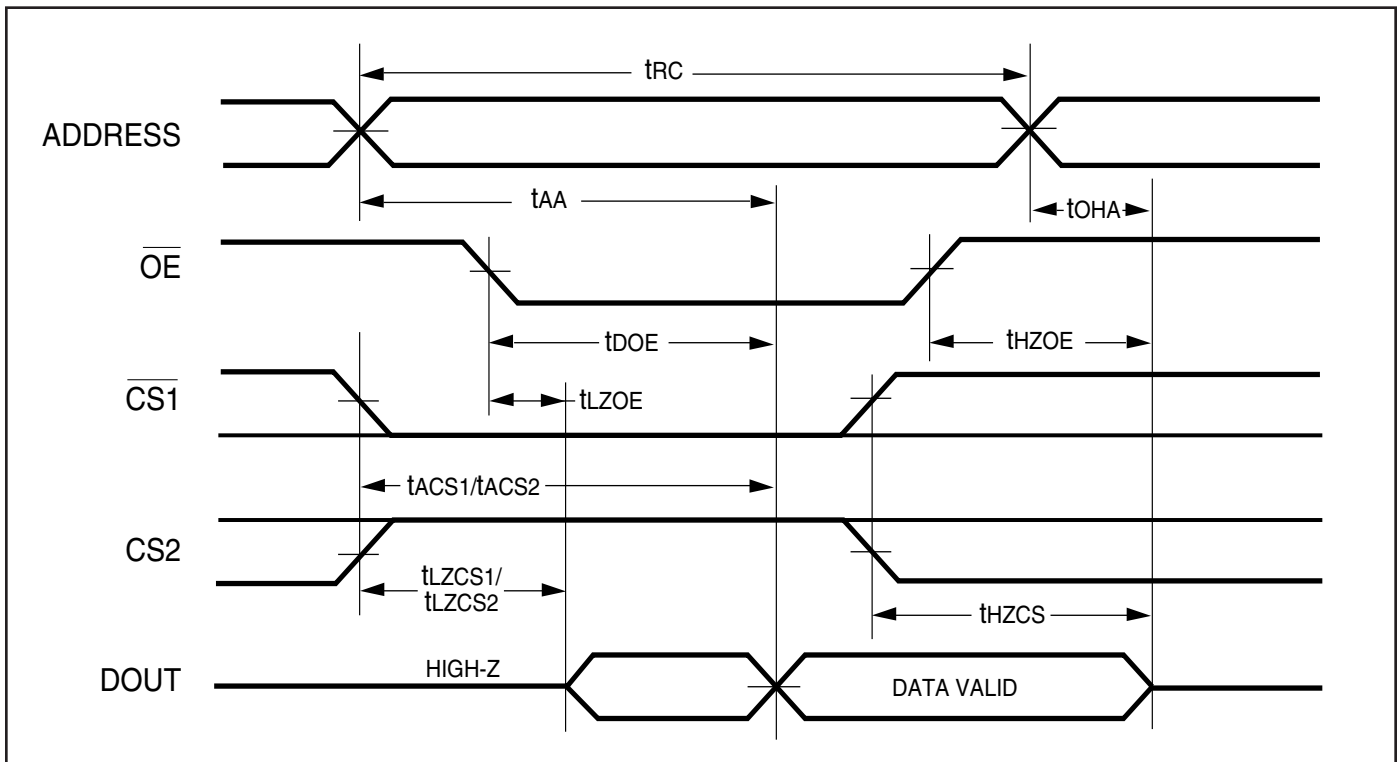 tRC
ADDRESS
tAA
tOHA
OE
tDOE
tHZOE
CS1
tLZOE
tACS1/tACS2
CS2
tLZCS1/
tLZCS2
tHZCS
DOUT
HIGH-Z
DATA VALID